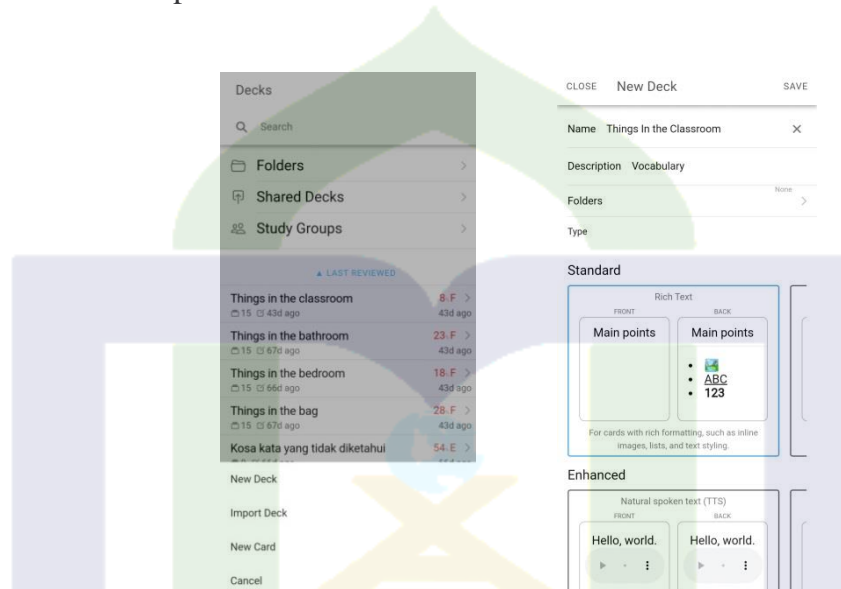 Decks
Search
Folders
Shared Decks
Study Groups
▲ LAST REVIEWED
Things in the classroom 8.F
15 43d ago 43d ago
Things in the bathroom 23.F
15 67d ago 43d ago
Things in the bedroom 18.F
15 66d ago 43d ago
Things in the bag 28.F
15 67d ago 43d ago
Kosa kata yang tidak diketahui 54.E
New Deck
Import Deck
New Card
Cancel
CLOSE New Deck SAVE
Name Things In the Classroom
Description Vocabulary
None
Folders
Type
Standard
Rich Text
FRONT BACK
Main points Main points
ABC
123
For cards with rich formatting, such as inline
images, lists, and text styling.
Enhanced
Natural spoken text (TTS)
FRONT BACK
Hello, world. Hello, world.